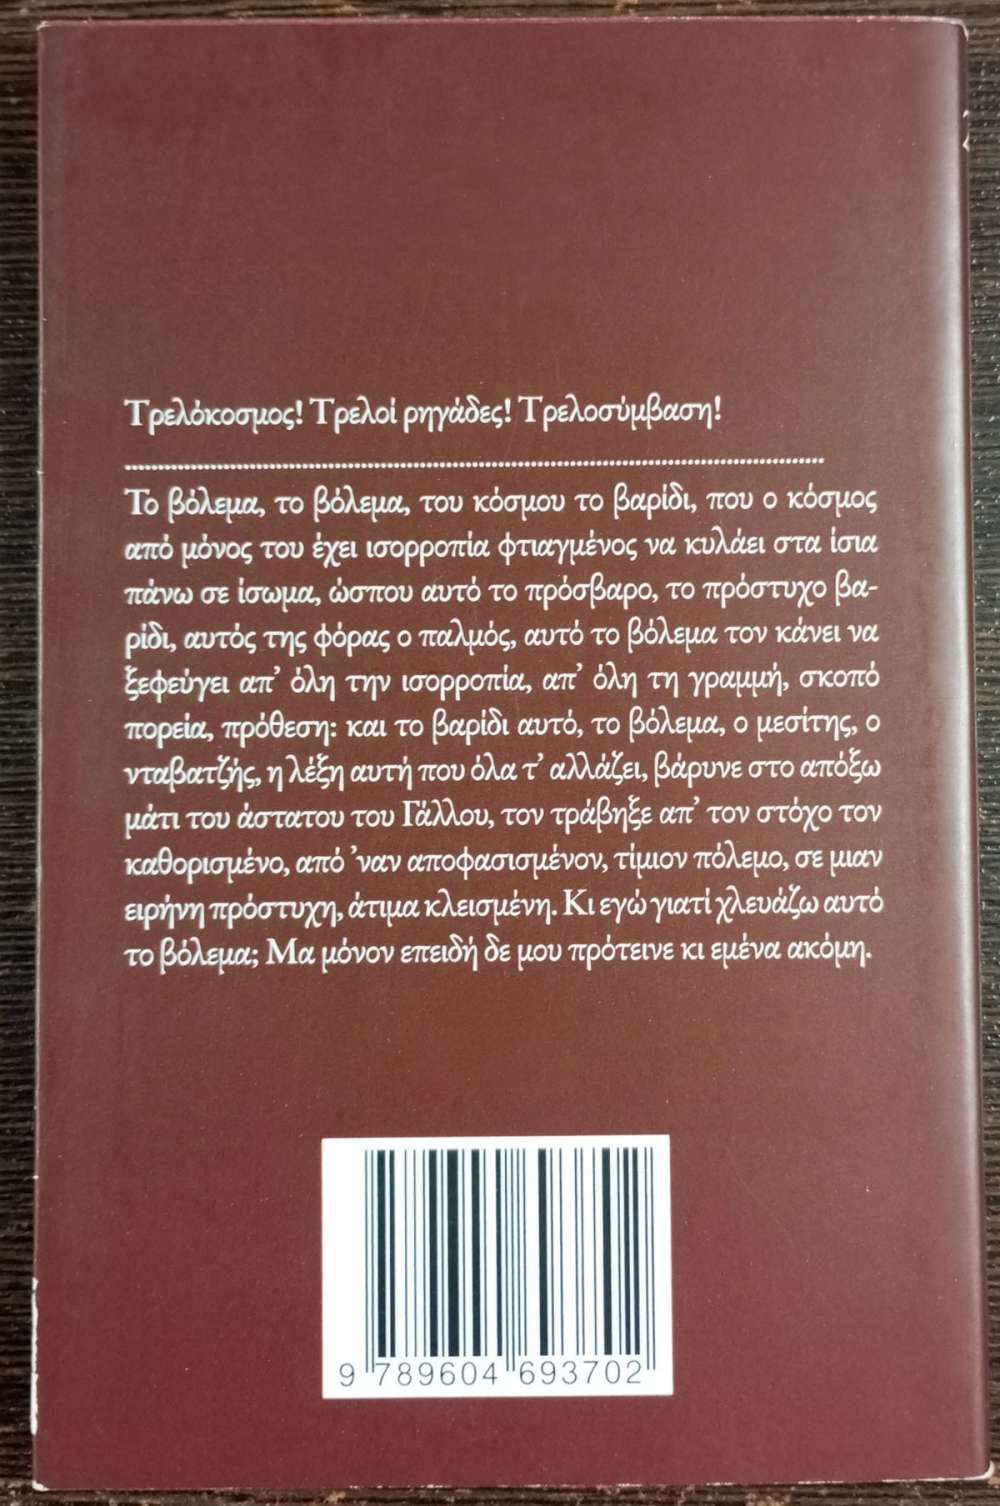 Τρελόκοσμος! Τρελοί ρηγάδες! Τρελοσύμβαση!
Το βόλεμα, το βόλεμα, του κόσμου το βαρίδι, που ο κόσμος
από μόνος του έχει ισορροπία φτιαγμένος να κυλάει στα ίσια
πάνω σε ίσωμα, ώσπου αυτό το πρόσβαρο, το πρόστυχο βα-
ρίδι, αυτός της φόρας ο παλμός, αυτό το βόλεμα τον κάνει να
ξεφεύγει απ’ όλη την ισορροπία, απ’ όλη τη γραμμή, σκοπό
πορεία, πρόθεση: και το βαρίδι αυτό, το βόλεμα, ο μεσίτης, ο
νταβατζής, η λέξη αυτή που όλα τ’ αλλάζει, βάρυνε στο απόξω
μάτι του άστατου του Γάλλου, τον τράβηξε απ’ τον στόχο τον
καθορισμένο, από ’ναν αποφασισμένον, τίμιον πόλεμο, σε μιαν
ειρήνη πρόστυχη, άτιμα κλεισμένη. Κι εγώ γιατί χλευάζω αυτό
το βόλεμα; Μα μόνον επειδή δε μου πρότεινε κι εμένα ακόμη.
9 789604 693702